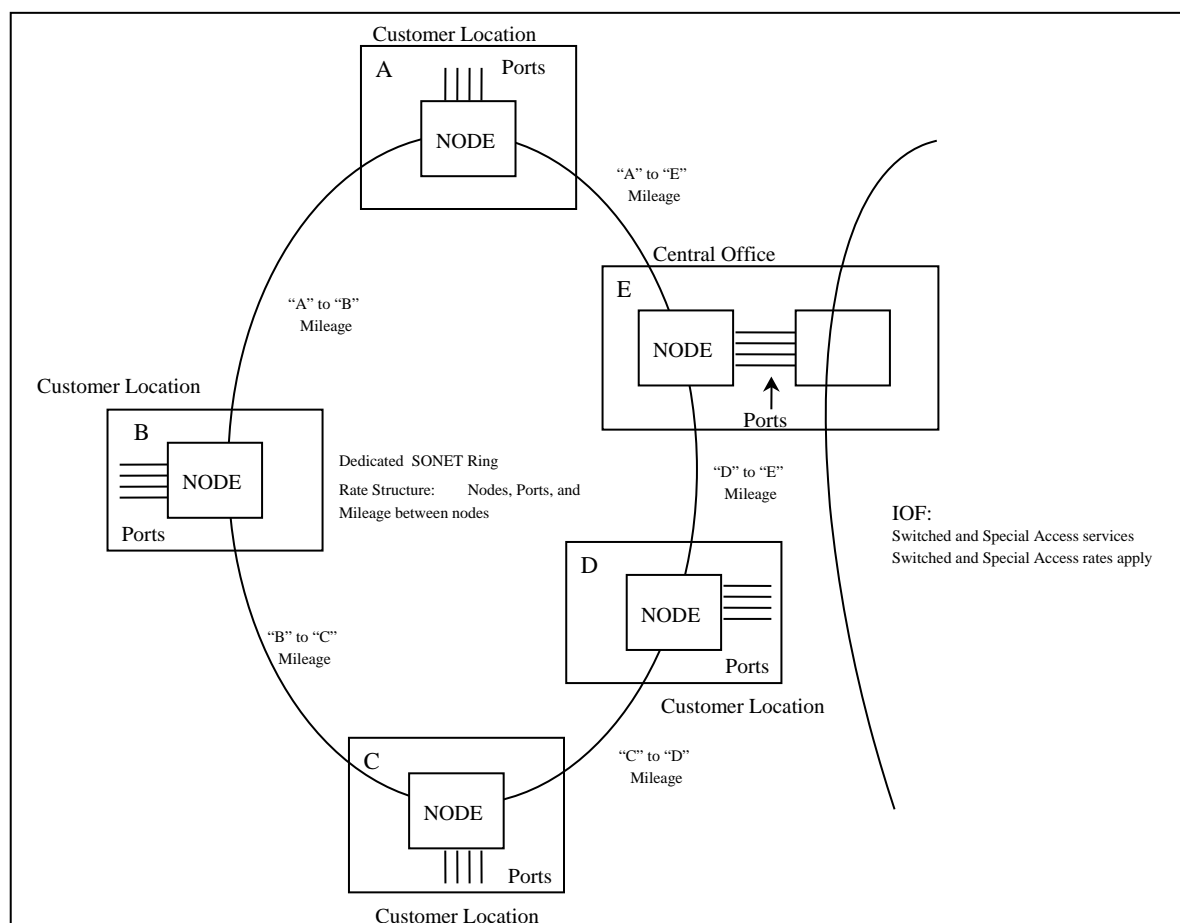 Customer Location
A
Ports
NODE
“A” to “E”
Mileage
Central Office
E
NODE
Ports
“A” to “B”
Mileage
Customer Location
B
NODE
Ports
Dedicated SONET Ring
Rate Structure: Nodes, Ports, and
Mileage between nodes
“D” to “E”
Mileage
IOF:
Switched and Special Access services
Switched and Special Access rates apply
D
NODE
Ports
Customer Location
“B” to “C”
Mileage
“C” to “D”
Mileage
C
NODE
Ports
Customer Location